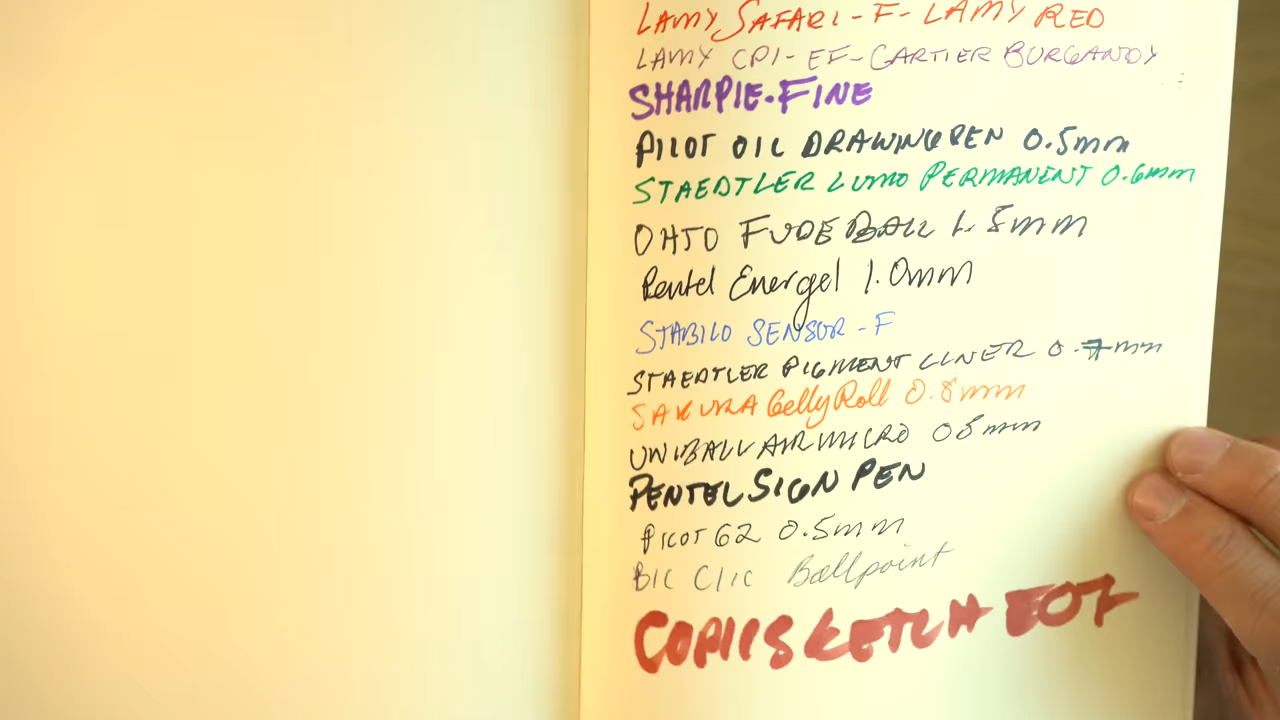 LAMY SAFARI - F - LAMY RED
LAMY CP1 - EF - CARTIER BURGANDY
SHARPIE - FINE
PILOT OIL DRAWING PEN 0.5mm
STAEDTLER LUMO PERMANENT 0.6mm
OHTO FUDE BALL 1.5mm
Pentel Energel 1.0mm
STABILO SENSOR - F
STAEDTLER PIGMENT LINER 0.7mm
SAKURA Gelly Roll 0.8mm
UNIBALL AIR MICRO 0.5mm
PENTEL SIGN PEN
PILOT G2 0.5mm
BIC Clic Ballpoint
COPIC SKETCH E07